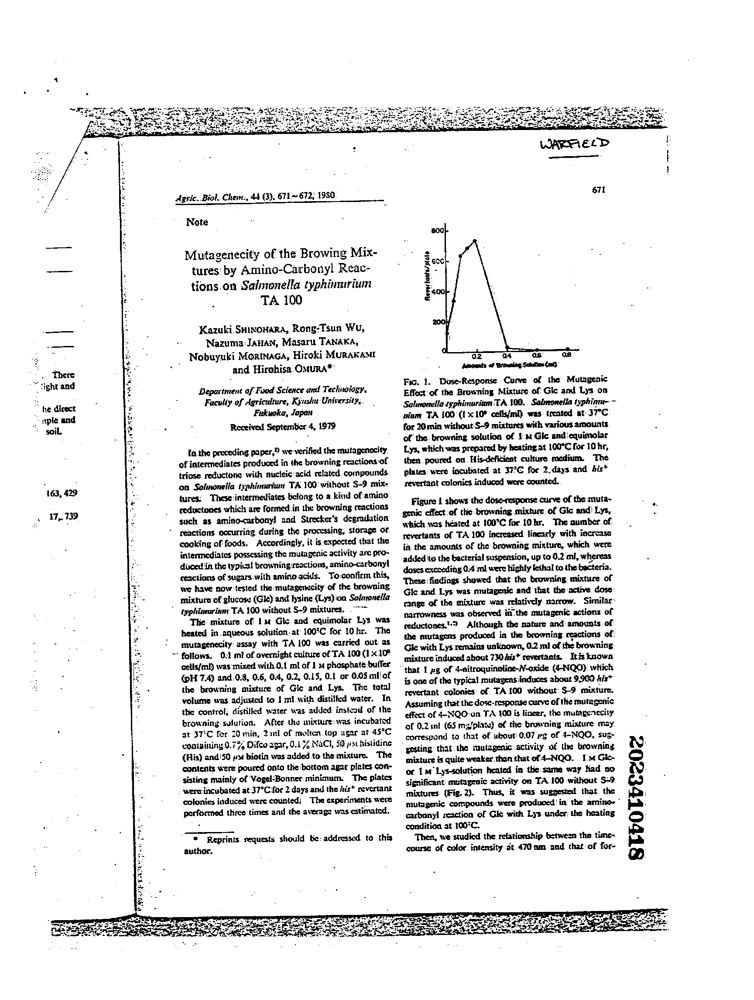 WARFIELD
Agric. Biol. Chem., 44 (3), 671~672, 1980
671
Note
Mutagenecity of the Browing Mix-
tures by Amino-Carbonyl Reac-
tions on Salmonella typhimurium
TA 100
Kazuki SHINOHARA, Rong-Tsun WU,
Nazuma JAHAN, Masaru TANAKA,
Nobuyuki MORINAGA, Hiroki MURAKAMI
and Hirohisa OMURA*
Department of Food Science and Technology,
Faculty of Agriculture, Kyushu University,
Fukuoka, Japan
Received September 4, 1979
In the preceding paper,1) we verified the mutagenecity
of intermediates produced in the browning reactions of
triose reductone with nucleic acid related compounds
on Salmonella typhimurium TA 100 without S-9 mix-
tures. These intermediates belong to a kind of amino
reductones which are formed in the browning reactions
such as amino-carbonyl and Strecker's degradation
reactions occurring during the processing, storage or
cooking of foods. Accordingly, it is expected that the
intermediates possessing the mutagenic activity are pro-
duced in the typical browning reactions, amino-carbonyl
reactions of sugars with amino acids. To confirm this,
we have now tested the mutagenecity of the browning
mixture of glucose (Glc) and lysine (Lys) on Salmonella
typhimurium TA 100 without S-9 mixtures.
The mixture of 1 M Glc and equimolar Lys was
heated in aqueous solution at 100°C for 10 hr. The
mutagenecity assay with TA 100 was carried out as
follows. 0.1 ml of overnight culture of TA 100 (1×10⁸
cells/ml) was mixed with 0.1 ml of 1 M phosphate buffer
(pH 7.4) and 0.8, 0.6, 0.4, 0.2, 0.15, 0.1 or 0.05 ml of
the browning mixture of Glc and Lys. The total
volume was adjusted to 1 ml with distilled water. In
the control, distilled water was added instead of the
browning solution. After the mixture was incubated
at 37°C for 20 min, 2 ml of molten top agar at 45°C
containing 0.7% Difco agar, 0.1% NaCl, 50 μM histidine
(His) and 50 μM biotin was added to the mixture. The
contents were poured onto the bottom agar plates con-
sisting mainly of Vogel-Bonner minimum. The plates
were incubated at 37°C for 2 days and the his⁺ revertant
colonies induced were counted. The experiments were
performed three times and the average was estimated.
* Reprints requests should be addressed to this
author.
800
600
400
200
0
Revertants/plate
0.2 0.4 0.6 0.8
Amounts of Browning Solution (ml)
FIG. 1. Dose-Response Curve of the Mutagenic
Effect of the Browning Mixture of Glc and Lys on
Salmonella typhimurium TA 100. Salmonella typhimu-
rium TA 100 (1×10⁸ cells/ml) was treated at 37°C
for 20 min without S-9 mixtures with various amounts
of the browning solution of 1 M Glc and equimolar
Lys, which was prepared by heating at 100°C for 10 hr,
then poured on His-deficient culture medium. The
plates were incubated at 37°C for 2 days and his⁺
revertant colonies induced were counted.
Figure 1 shows the dose-response curve of the muta-
genic effect of the browning mixture of Glc and Lys,
which was heated at 100°C for 10 hr. The number of
revertants of TA 100 increased linearly with increase
in the amounts of the browning mixture, which were
added to the bacterial suspension, up to 0.2 ml, whereas
doses exceeding 0.4 ml were highly lethal to the bacteria.
These findings showed that the browning mixture of
Glc and Lys was mutagenic and that the active dose
range of the mixture was relatively narrow. Similar
narrowness was observed in the mutagenic actions of
reductones. Although the nature and amounts of
the mutagens produced in the browning reactions of
Glc with Lys remains unknown, 0.2 ml of the browning
mixture induced about 730 his⁺ revertants. It is known
that 1 μg of 4-nitroquinoline-N-oxide (4-NQO) which
is one of the typical mutagens induces about 9,900 his⁺
revertant colonies of TA 100 without S-9 mixture.
Assuming that the dose-response curve of the mutagenic
effect of 4-NQO on TA 100 is linear, the mutagenecity
of 0.2 ml (65 mg/plate) of the browning mixture may
correspond to that of about 0.07 μg of 4-NQO, sug-
gesting that the mutagenic activity of the browning
mixture is quite weaker than that of 4-NQO. 1 M Glc-
or 1 M Lys-solution heated in the same way had no
significant mutagenic activity on TA 100 without S-9
mixtures (Fig. 2). Thus, it was suggested that the
mutagenic compounds were produced in the amino-
carbonyl reaction of Glc with Lys under the heating
condition at 100°C.
Then, we studied the relationship between the time-
course of color intensity at 470 nm and that of for-
There
ight and
he direct
mple and
soil.
163, 429
17, 739
2023410418